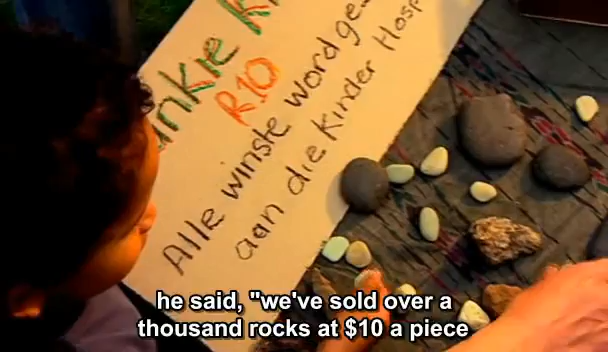 R10
Alle winste word
aan die Kinder
he said, "we've sold over a
thousand rocks at $10 a piece